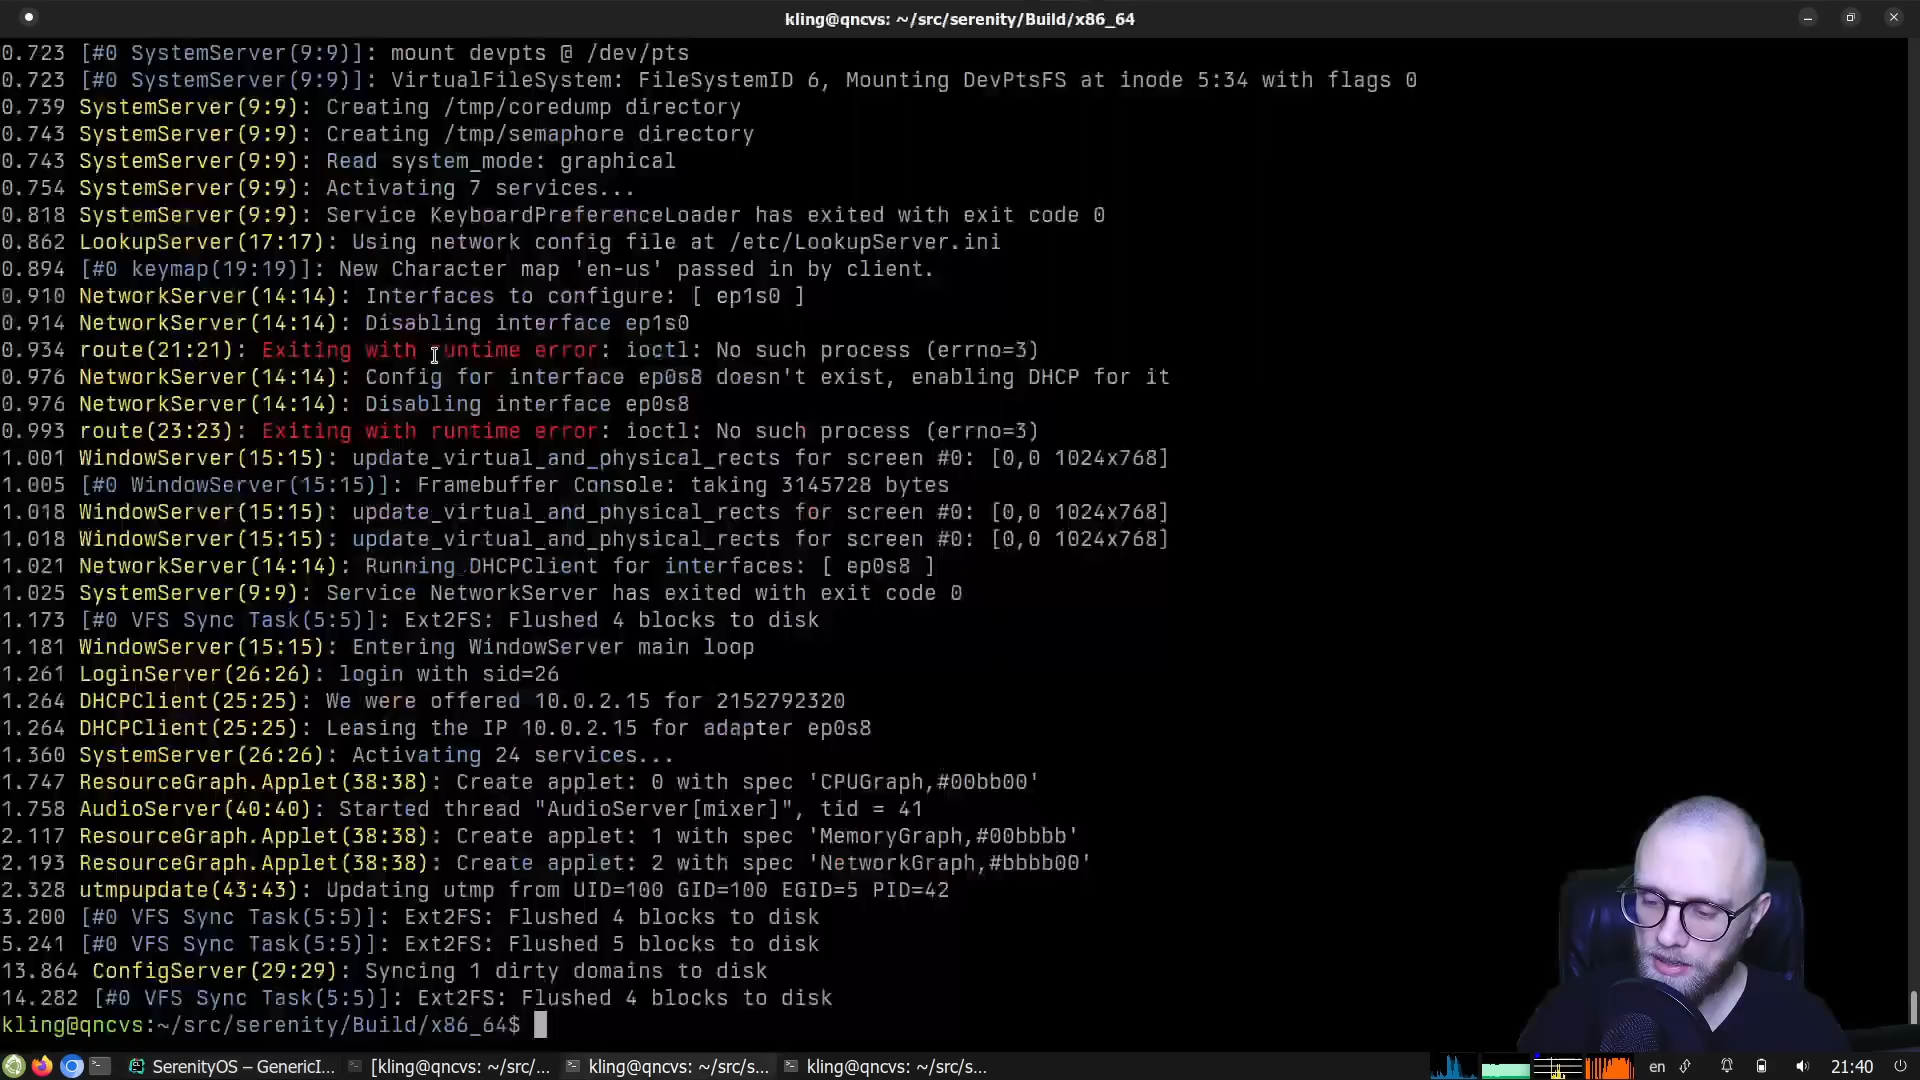 kling@qncvs: ~/src/serenity/Build/x86_64
0.723 [#0 SystemServer(9:9)]: mount devpts @ /dev/pts
0.723 [#0 SystemServer(9:9)]: VirtualFileSystem: FileSystemID 6, Mounting DevPtsFS at inode 5:34 with flags 0
0.739 SystemServer(9:9): Creating /tmp/coredump directory
0.743 SystemServer(9:9): Creating /tmp/semaphore directory
0.743 SystemServer(9:9): Read system_mode: graphical
0.754 SystemServer(9:9): Activating 7 services...
0.818 SystemServer(9:9): Service KeyboardPreferenceLoader has exited with exit code 0
0.862 LookupServer(17:17): Using network config file at /etc/LookupServer.ini
0.894 [#0 keymap(19:19)]: New Character map 'en-us' passed in by client.
0.910 NetworkServer(14:14): Interfaces to configure: [ ep1s0 ]
0.914 NetworkServer(14:14): Disabling interface ep1s0
0.934 route(21:21): Exiting with runtime error: ioctl: No such process (errno=3)
0.976 NetworkServer(14:14): Config for interface ep0s8 doesn't exist, enabling DHCP for it
0.976 NetworkServer(14:14): Disabling interface ep0s8
0.993 route(23:23): Exiting with runtime error: ioctl: No such process (errno=3)
1.001 WindowServer(15:15): update_virtual_and_physical_rects for screen #0: [0,0 1024x768]
1.005 [#0 WindowServer(15:15)]: Framebuffer Console: taking 3145728 bytes
1.018 WindowServer(15:15): update_virtual_and_physical_rects for screen #0: [0,0 1024x768]
1.018 WindowServer(15:15): update_virtual_and_physical_rects for screen #0: [0,0 1024x768]
1.021 NetworkServer(14:14): Running DHCPClient for interfaces: [ ep0s8 ]
1.025 SystemServer(9:9): Service NetworkServer has exited with exit code 0
1.173 [#0 VFS Sync Task(5:5)]: Ext2FS: Flushed 4 blocks to disk
1.181 WindowServer(15:15): Entering WindowServer main loop
1.261 LoginServer(26:26): login with sid=26
1.264 DHCPClient(25:25): We were offered 10.0.2.15 for 2152792320
1.264 DHCPClient(25:25): Leasing the IP 10.0.2.15 for adapter ep0s8
1.360 SystemServer(26:26): Activating 24 services...
1.747 ResourceGraph.Applet(38:38): Create applet: 0 with spec 'CPUGraph,#00bb00'
1.758 AudioServer(40:40): Started thread "AudioServer[mixer]", tid = 41
2.117 ResourceGraph.Applet(38:38): Create applet: 1 with spec 'MemoryGraph,#00bbbb'
2.193 ResourceGraph.Applet(38:38): Create applet: 2 with spec 'NetworkGraph,#bbbb00'
2.328 utmpupdate(43:43): Updating utmp from UID=100 GID=100 EGID=5 PID=42
3.200 [#0 VFS Sync Task(5:5)]: Ext2FS: Flushed 4 blocks to disk
5.241 [#0 VFS Sync Task(5:5)]: Ext2FS: Flushed 5 blocks to disk
13.864 ConfigServer(29:29): Syncing 1 dirty domains to disk
14.282 [#0 VFS Sync Task(5:5)]: Ext2FS: Flushed 4 blocks to disk
kling@qncvs:~/src/serenity/Build/x86_64$
SerenityOS – GenericI... [kling@qncvs: ~/src/... kling@qncvs: ~/src/s... kling@qncvs: ~/src/s... en 21:40